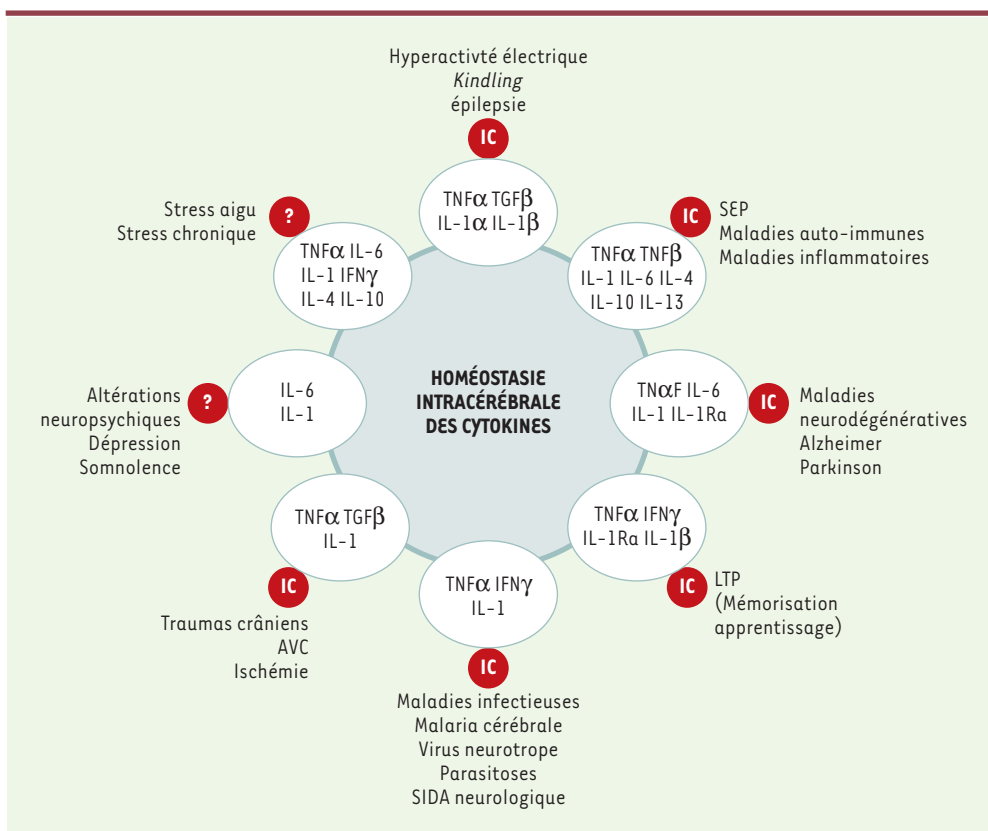 Hyperactivté électrique
Kindling
épilepsie
IC
TNFα TGFβ
IL-1α IL-1β
IC
SEP
Maladies auto-immunes
Maladies inflammatoires
TNFα TNFβ
IL-1 IL-6 IL-4
IL-10 IL-13
TNαF IL-6
IL-1 IL-1Ra
IC
Maladies
neurodégénératives
Alzheimer
Parkinson
TNFα IFNγ
IL-1Ra IL-1β
IC
LTP
(Mémorisation
apprentissage)
TNFα IFNγ
IL-1
IC
Maladies infectieuses
Malaria cérébrale
Virus neurotrope
Parasitoses
SIDA neurologique
TNFα TGFβ
IL-1
IC
Traumas crâniens
AVC
Ischémie
IL-6
IL-1
?
Altérations
neuropsychiques
Dépression
Somnolence
Stress aigu
Stress chronique
?
TNFα IL-6
IL-1 IFNγ
IL-4 IL-10
HOMÉOSTASIE
INTRACÉRÉBRALE
DES CYTOKINES